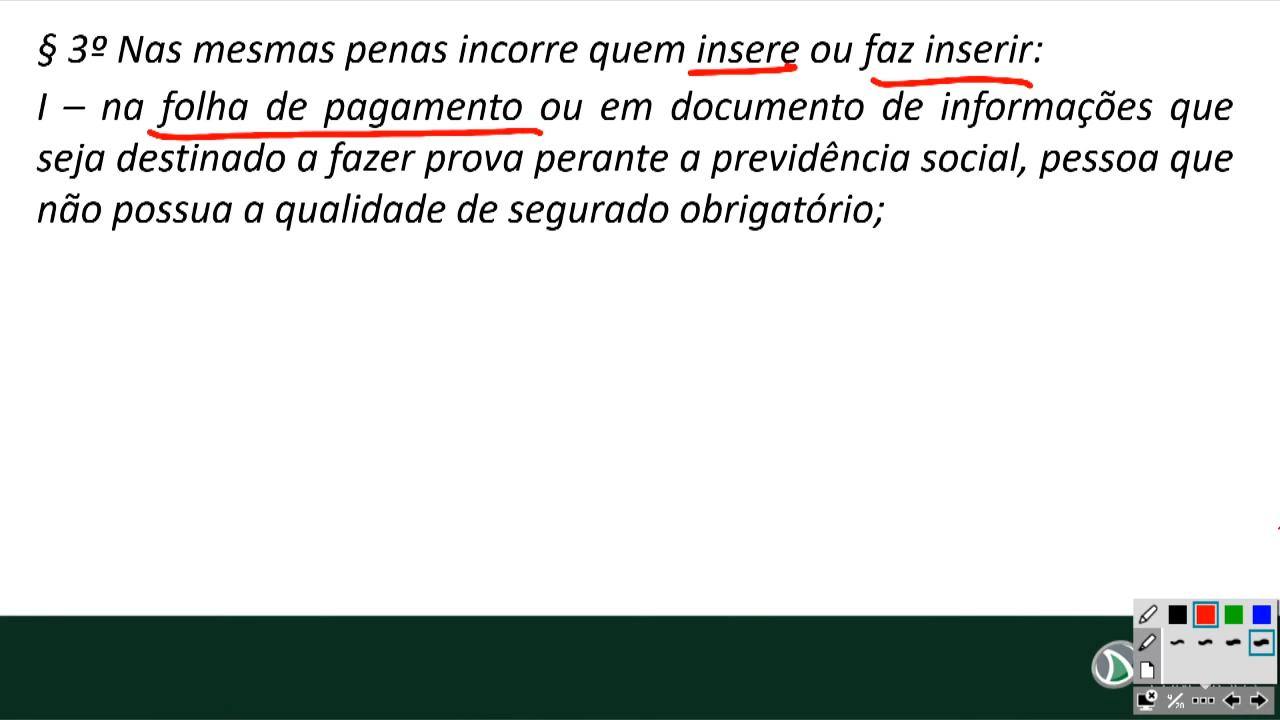 § 3º Nas mesmas penas incorre quem insere ou faz inserir:
I – na folha de pagamento ou em documento de informações que
seja destinado a fazer prova perante a previdência social, pessoa que
não possua a qualidade de segurado obrigatório;